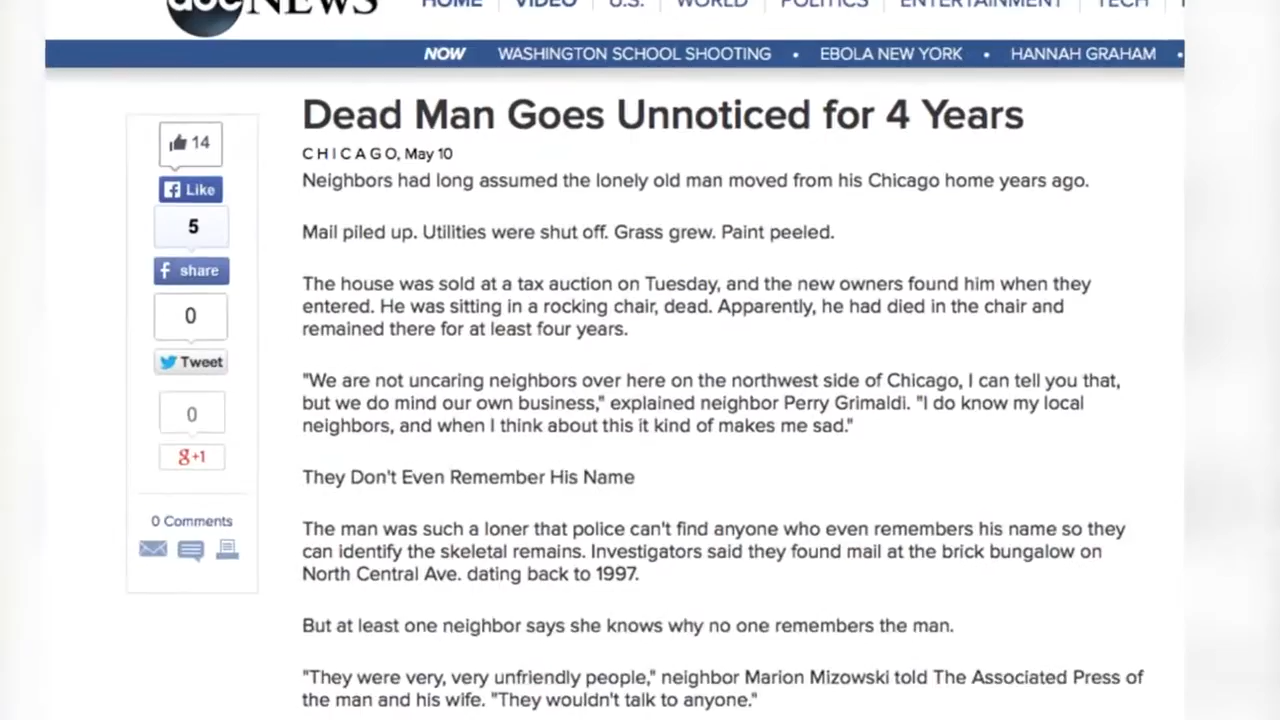 abc NEWS
HOME VIDEO U.S. WORLD POLITICS ENTERTAINMENT TECH
NOW WASHINGTON SCHOOL SHOOTING • EBOLA NEW YORK • HANNAH GRAHAM •
Dead Man Goes Unnoticed for 4 Years
CHICAGO, May 10
Neighbors had long assumed the lonely old man moved from his Chicago home years ago.
Mail piled up. Utilities were shut off. Grass grew. Paint peeled.
The house was sold at a tax auction on Tuesday, and the new owners found him when they
entered. He was sitting in a rocking chair, dead. Apparently, he had died in the chair and
remained there for at least four years.
"We are not uncaring neighbors over here on the northwest side of Chicago, I can tell you that,
but we do mind our own business," explained neighbor Perry Grimaldi. "I do know my local
neighbors, and when I think about this it kind of makes me sad."
They Don't Even Remember His Name
The man was such a loner that police can't find anyone who even remembers his name so they
can identify the skeletal remains. Investigators said they found mail at the brick bungalow on
North Central Ave. dating back to 1997.
But at least one neighbor says she knows why no one remembers the man.
"They were very, very unfriendly people," neighbor Marion Mizowski told The Associated Press of
the man and his wife. "They wouldn't talk to anyone."
14
Like
5
share
0
Tweet
0
g+1
0 Comments